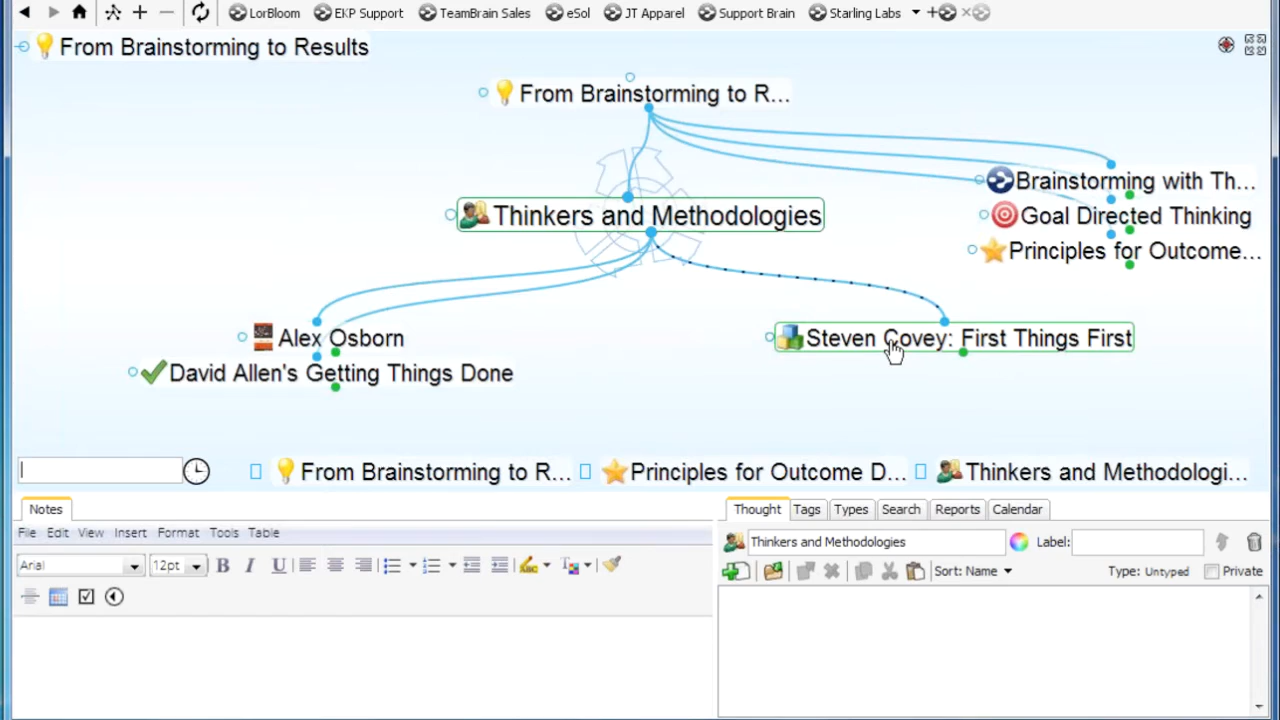 LorBloom EKP Support TeamBrain Sales eSol JT Apparel Support Brain Starling Labs
From Brainstorming to Results
From Brainstorming to R...
Brainstorming with Th...
Thinkers and Methodologies
Goal Directed Thinking
Principles for Outcome...
Alex Osborn
Steven Covey: First Things First
David Allen's Getting Things Done
From Brainstorming to R... Principles for Outcome D... Thinkers and Methodologi...
Notes
Thought Tags Types Search Reports Calendar
File Edit View Insert Format Tools Table
Thinkers and Methodologies Label:
Arial 12pt B I U
Sort: Name Type: Untyped Private